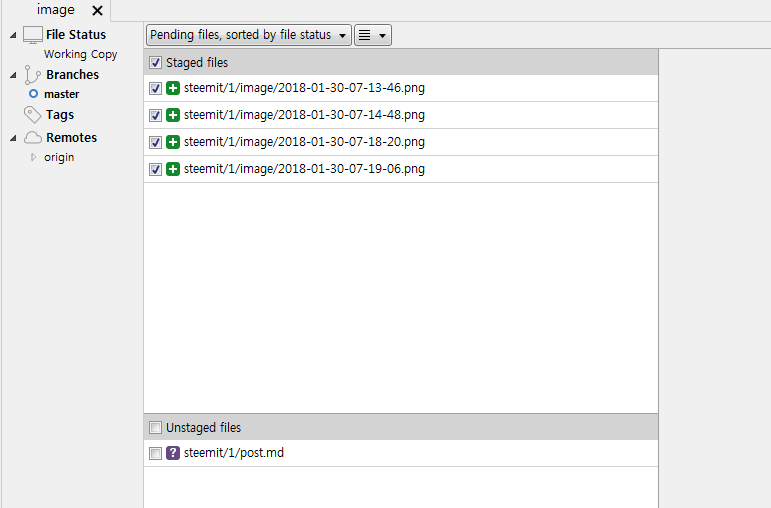 image
File Status
Working Copy
Branches
master
Tags
Remotes
origin
Pending files, sorted by file status
Staged files
steemit/1/image/2018-01-30-07-13-46.png
steemit/1/image/2018-01-30-07-14-48.png
steemit/1/image/2018-01-30-07-18-20.png
steemit/1/image/2018-01-30-07-19-06.png
Unstaged files
? steemit/1/post.md